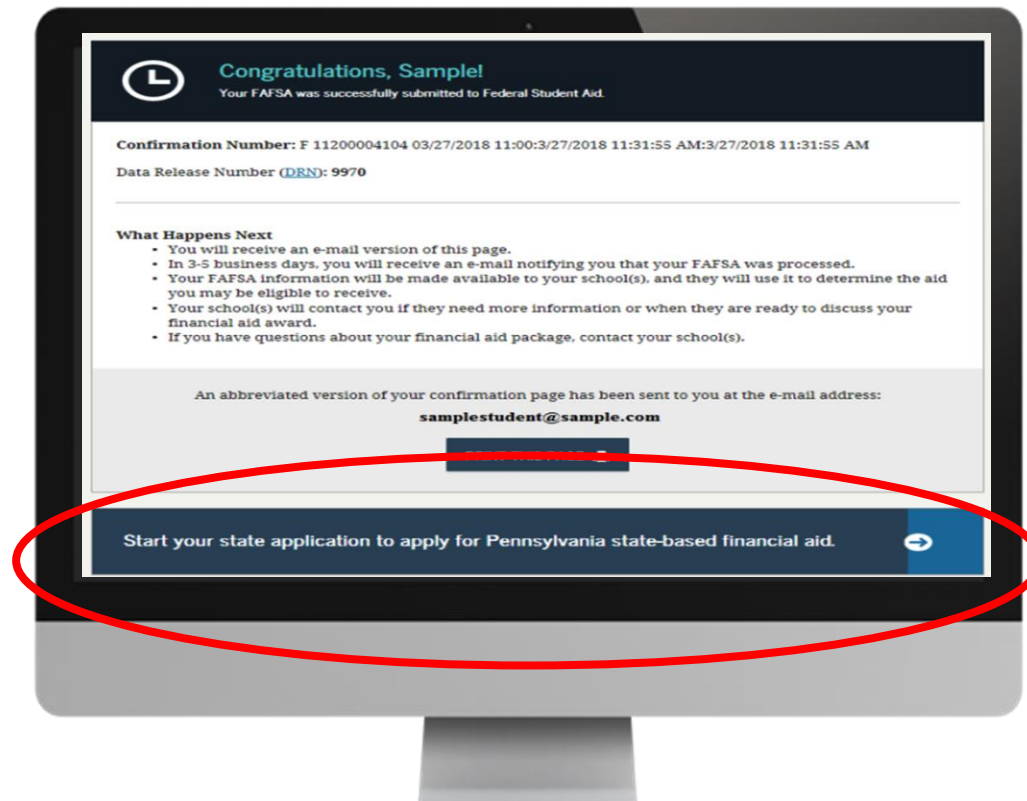 Congratulations, Sample!
Your FAFSA was successfully submitted to Federal Student Aid.
Confirmation Number: F 11200004104 03/27/2018 11:00:3/27/2018 11:31:55 AM:3/27/2018 11:31:55 AM
Data Release Number (DRN): 9970
What Happens Next
• You will receive an e-mail version of this page.
• In 3-5 business days, you will receive an e-mail notifying you that your FAFSA was processed.
• Your FAFSA information will be made available to your school(s), and they will use it to determine the aid
you may be eligible to receive.
• Your school(s) will contact you if they need more information or when they are ready to discuss your
financial aid award.
• If you have questions about your financial aid package, contact your school(s).
An abbreviated version of your confirmation page has been sent to you at the e-mail address:
samplestudent@sample.com
Start your state application to apply for Pennsylvania state-based financial aid.